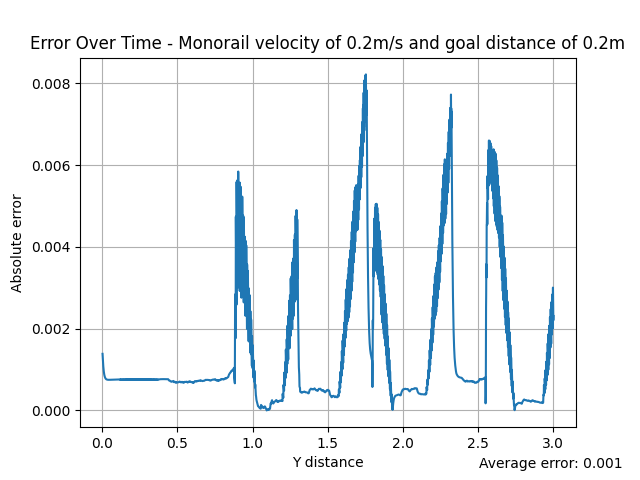 Error Over Time - Monorail velocity of 0.2m/s and goal distance of 0.2m
0.008
0.006
0.004
0.002
0.000
Absolute error
0.0 0.5 1.0 1.5 2.0 2.5 3.0
Y distance
Average error: 0.001